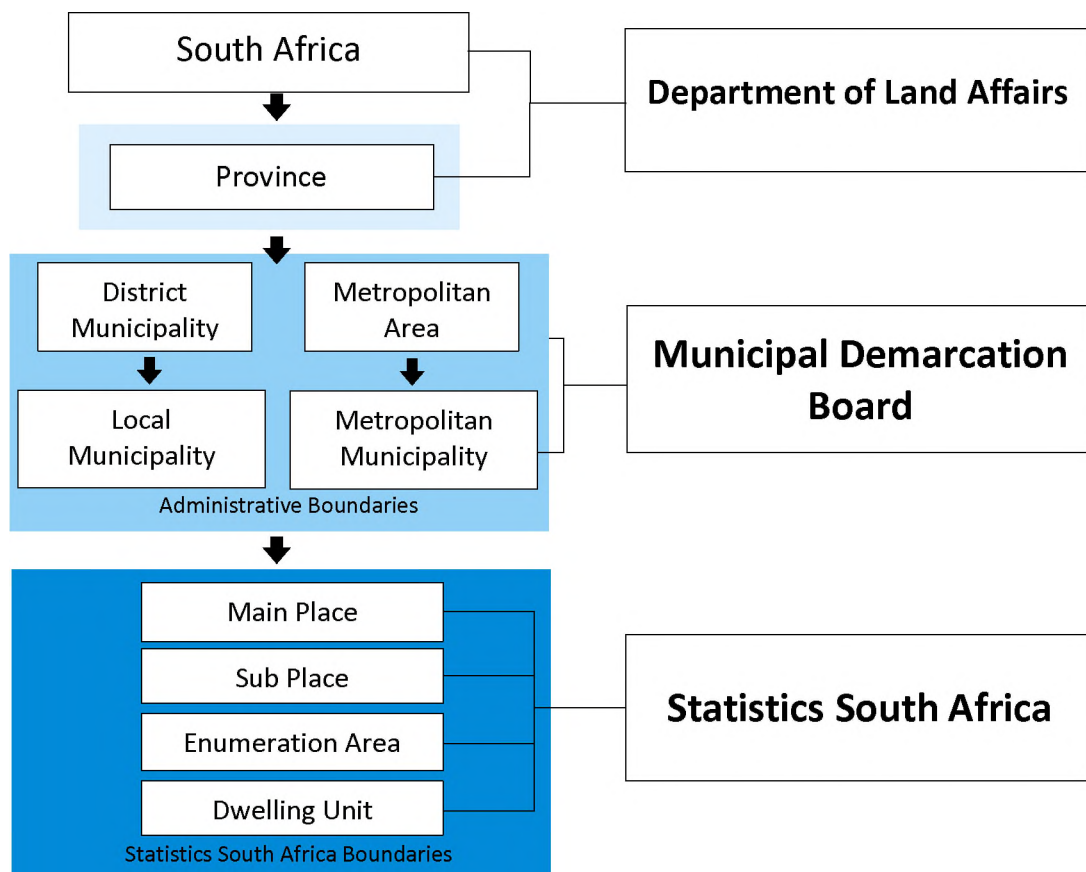 South Africa
Department of Land Affairs
Province
District
Municipality
Metropolitan
Area
Local
Municipality
Metropolitan
Municipality
Administrative Boundaries
Municipal Demarcation
Board
Main Place
Sub Place
Enumeration Area
Dwelling Unit
Statistics South Africa Boundaries
Statistics South Africa